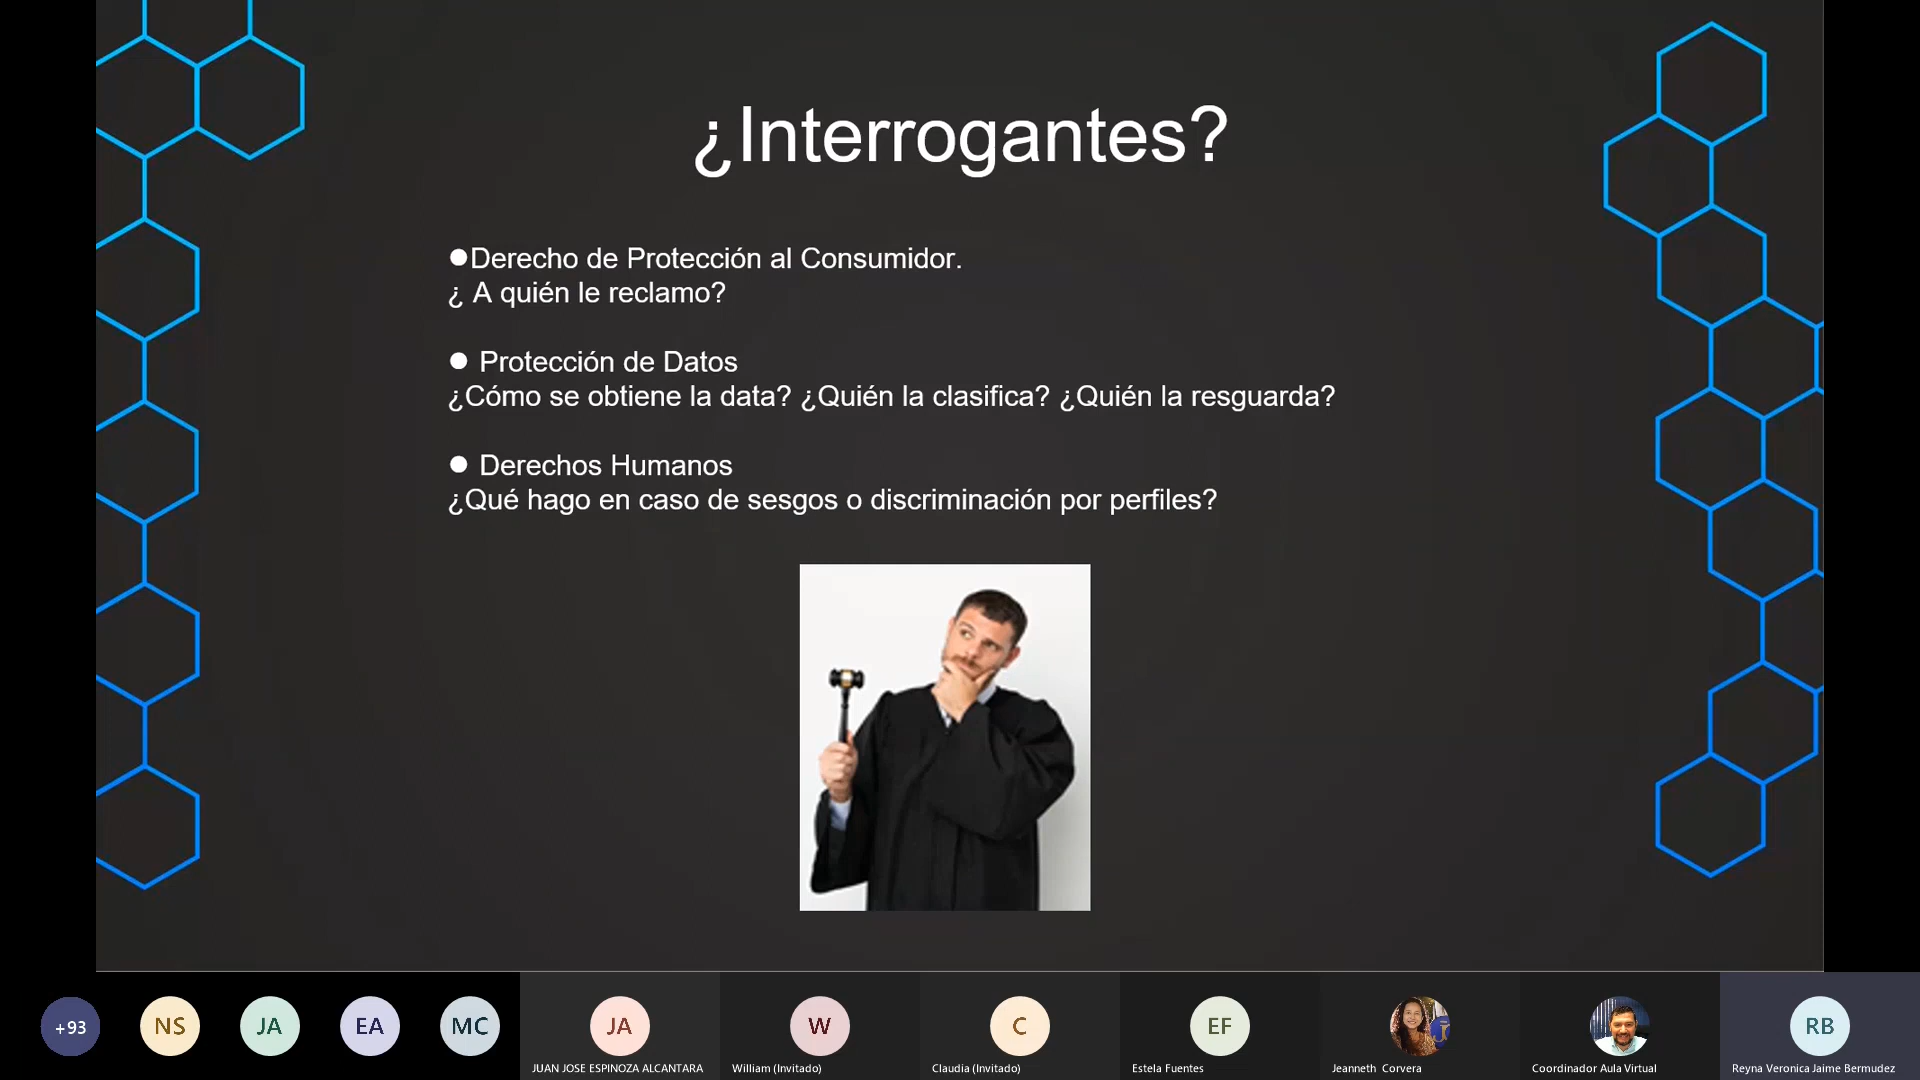 ¿Interrogantes?
●Derecho de Protección al Consumidor.
¿ A quién le reclamo?
● Protección de Datos
¿Cómo se obtiene la data? ¿Quién la clasifica? ¿Quién la resguarda?
● Derechos Humanos
¿Qué hago en caso de sesgos o discriminación por perfiles?
+93
NS
JA
EA
MC
JA
W
C
EF
RB
JUAN JOSE ESPINOZA ALCANTARA
William (Invitado)
Claudia (Invitado)
Estela Fuentes
Jeanneth Corvera
Coordinador Aula Virtual
Reyna Veronica Jaime Bermudez